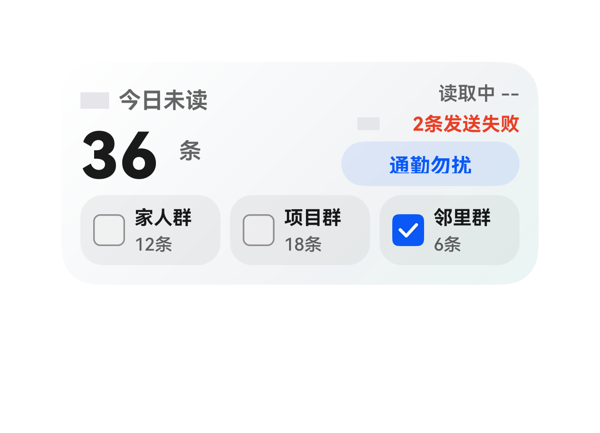 今日未读
读取中 --
2条发送失败
36 条
通勤勿扰
家人群
12条
项目群
18条
邻里群
6条